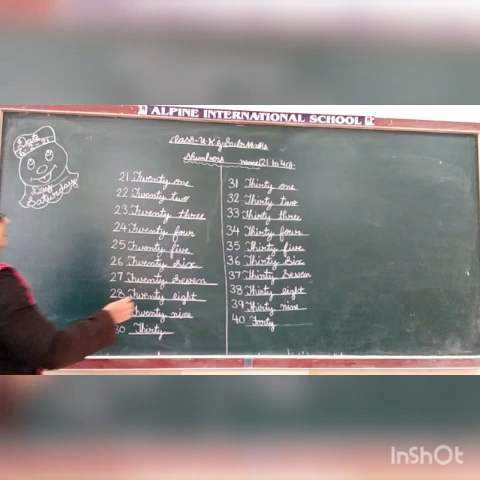 ALPINE INTERNATIONAL SCHOOL
Class-U.K.g Sub-Maths
Numbers name (21 to 40).
Day
Saturday
21 Twenty one
22 Twenty two
23 Twenty three
24 Twenty four
25 Twenty five
26 Twenty Six
27 Twenty Seven
28 Twenty eight
Twenty nine
30 Thirty
31 Thirty one
32 Thirty two
33 Thirty three
34 Thirty four
35 Thirty five
36 Thirty Six
37 Thirty Seven
38 Thirty eight
39 Thirty nine
40 Forty
InShOt